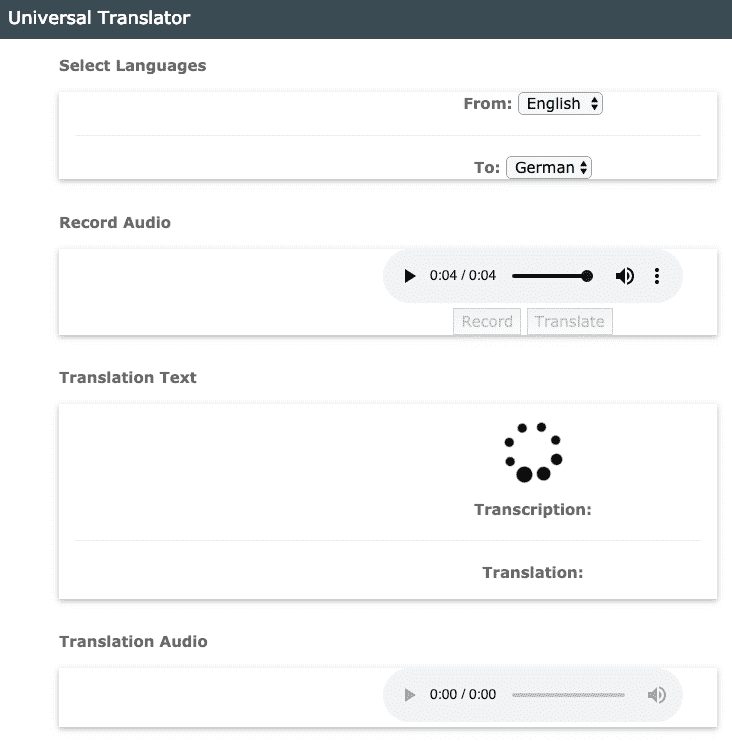 Universal Translator
Select Languages
From: English
To: German
Record Audio
0:04 / 0:04
Record Translate
Translation Text
Transcription:
Translation:
Translation Audio
0:00 / 0:00